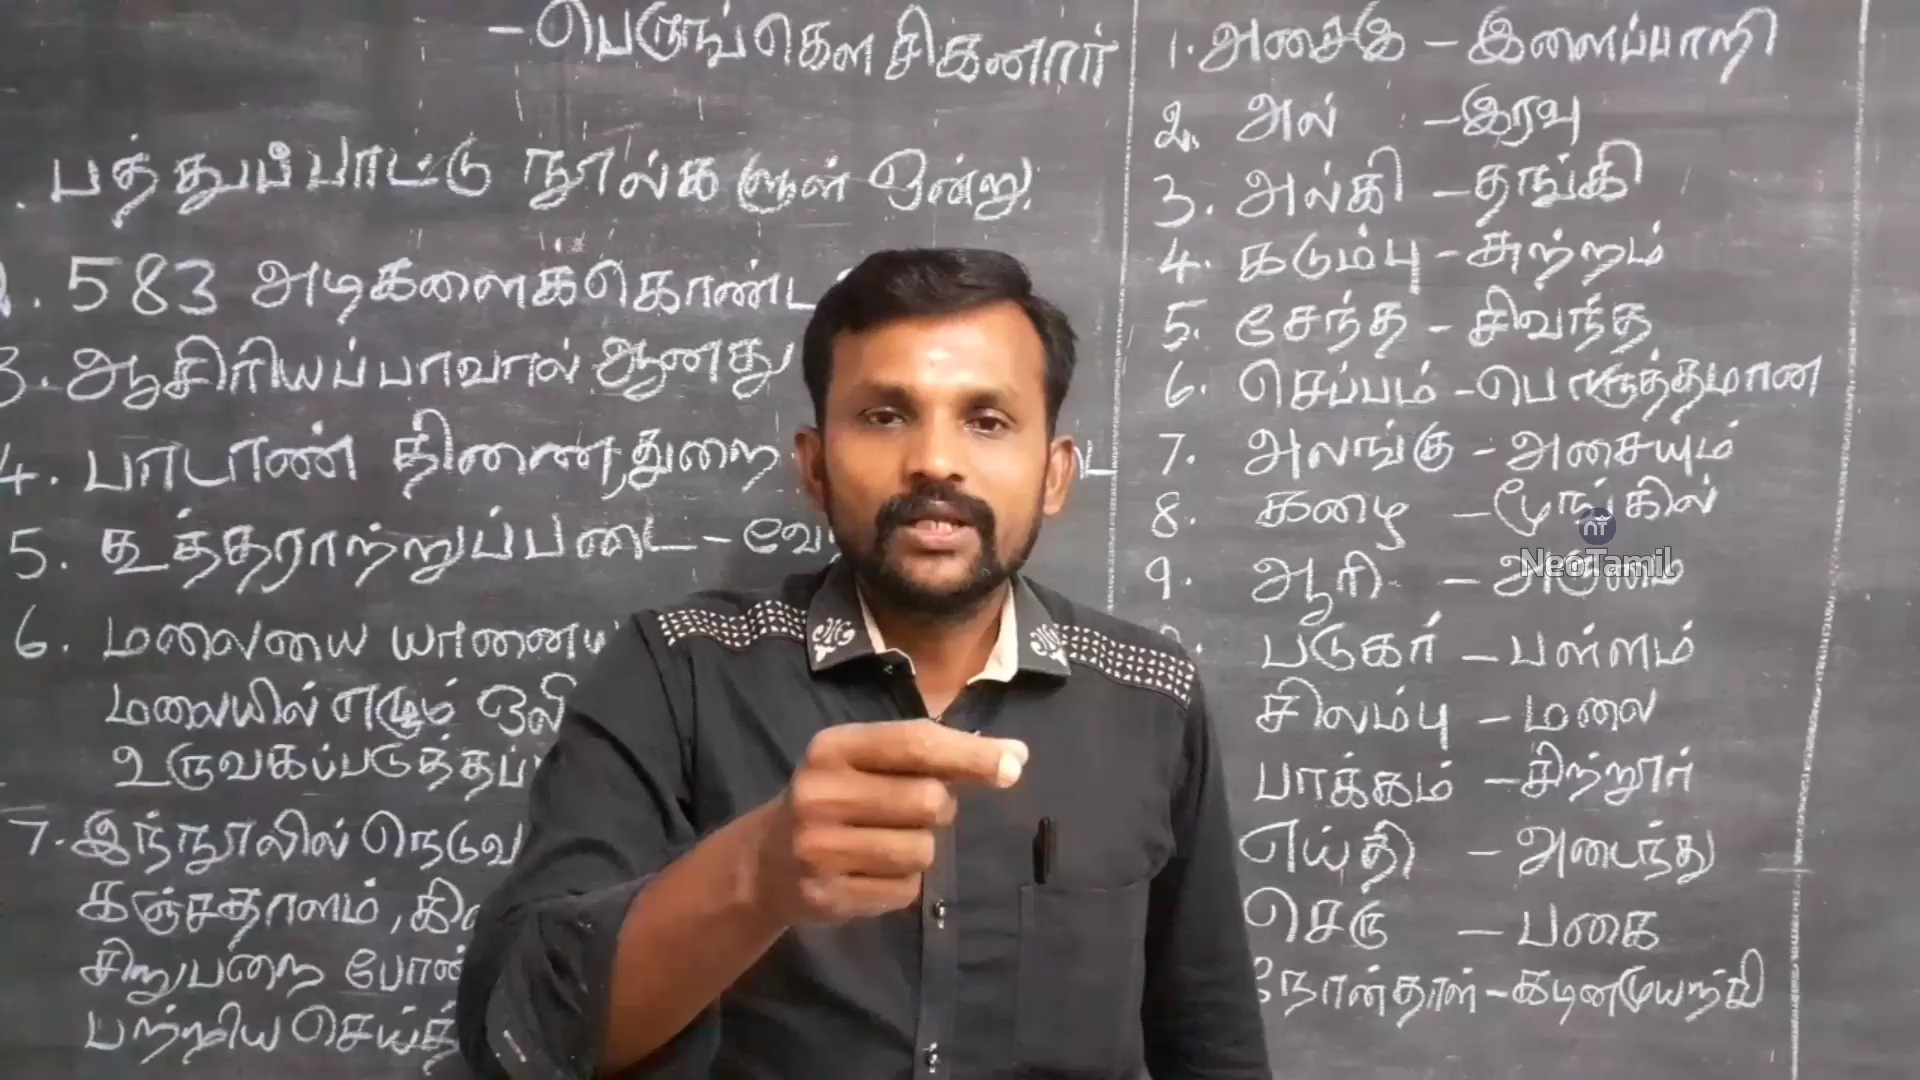 - பெருங்கௌசிகனார்
. பத்துப்பாட்டு நூல்களுள் ஒன்று.
. 583 அடிகளைக்கொண்ட
3. ஆசிரியப்பாவால் ஆனது
4. பாடாண் திணை, துறை
5. கூத்தராற்றுப்படை -
6. மலையை
மலையில் எழும் ஒலி
உருவகப்படுத்தப்
7. இந்நூலில்
கஞ்சதாளம்,
சிறுபறை
பற்றிய
1. அசைஇ - இளைப்பாறி
2. அல் - இரவு
3. அல்கி - தங்கி
4. கடும்பு - சுற்றம்
5. சேந்த - சிவந்த
6. செப்பம் - பொருத்தமான
7. அலங்கு - அசையும்
8. கழை - மூங்கில்
9. ஆரி - அருமை
படுகர் - பள்ளம்
சிலம்பு - மலை
பாக்கம் - சிற்றூர்
எய்தி - அடைந்து
செரு - பகை
நோன்தாள் - கடினமுயற்சி
NeoTamil